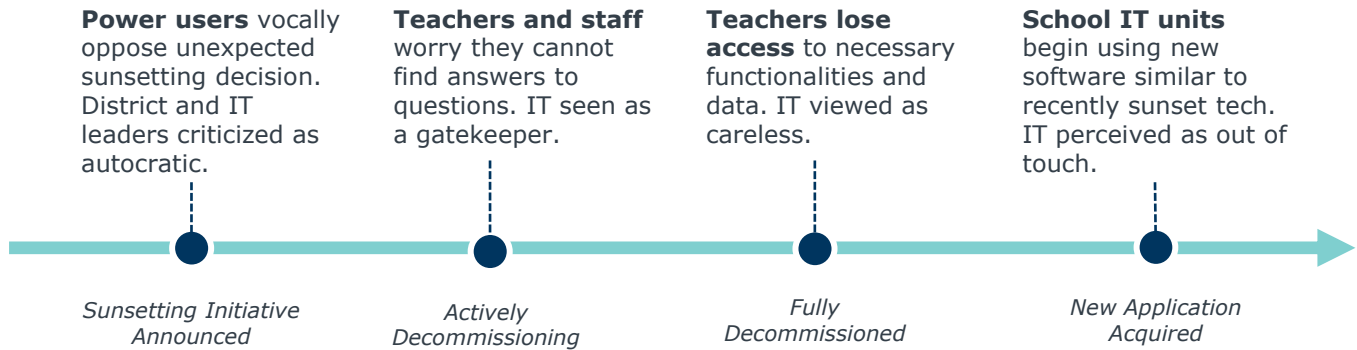 Power users vocally
oppose unexpected
sunsetting decision.
District and IT
leaders criticized as
autocratic.
Teachers and staff
worry they cannot
find answers to
questions. IT seen as
a gatekeeper.
Teachers lose
access to necessary
functionalities and
data. IT viewed as
careless.
School IT units
begin using new
software similar to
recently sunset tech.
IT perceived as out of
touch.
Sunsetting Initiative
Announced
Actively
Decommissioning
Fully
Decommissioned
New Application
Acquired